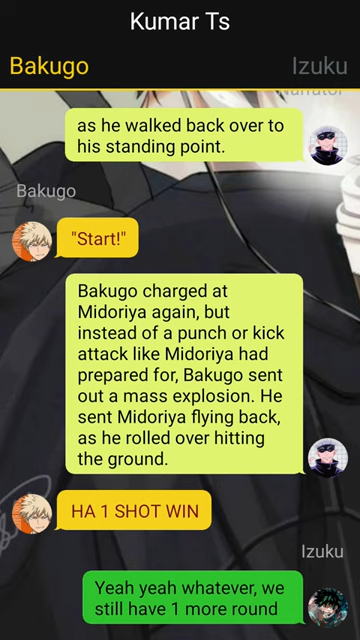 Kumar Ts
Bakugo
Izuku
Narrator
as he walked back over to
his standing point.
Bakugo
"Start!"
Bakugo charged at
Midoriya again, but
instead of a punch or kick
attack like Midoriya had
prepared for, Bakugo sent
out a mass explosion. He
sent Midoriya flying back,
as he rolled over hitting
the ground.
HA 1 SHOT WIN
Izuku
Yeah yeah whatever, we
still have 1 more round